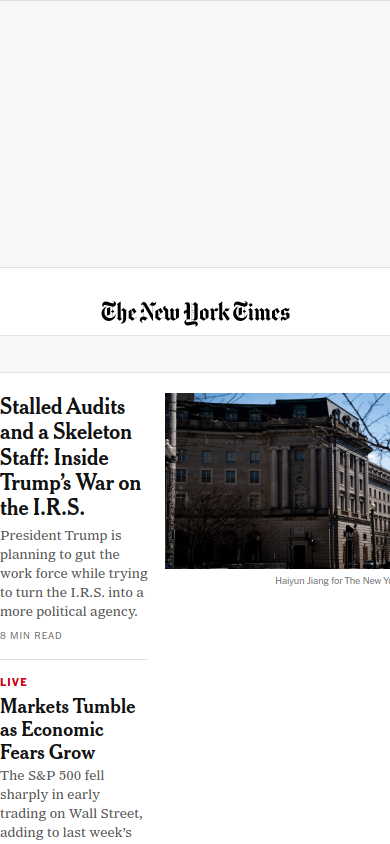 The New York Times
Stalled Audits
and a Skeleton
Staff: Inside
Trump's War on
the I.R.S.
President Trump is
planning to gut the
work force while trying
to turn the I.R.S. into a
more political agency.
8 MIN READ
Haiyun Jiang for The New Yo
LIVE
Markets Tumble
as Economic
Fears Grow
The S&P 500 fell
sharply in early
trading on Wall Street,
adding to last week's